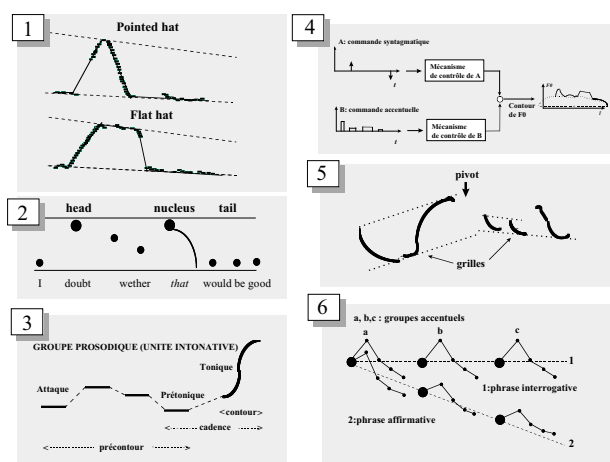 1
Pointed hat
Flat hat
2
head nucleus tail
I doubt wether that would be good
3
GROUPE PROSODIQUE (UNITE INTONATIVE)
Tonique
Attaque
Prétonique
<contour>
cadence
précontour
4
A: commande syntagmatique
t
Mécanisme
de contrôle de A
B: commande accentuelle
t
Mécanisme
de contrôle de B
Contour
de F0
F0
t
5
pivot
grilles
6
a, b,c : groupes accentuels
a b c
1
1:phrase interrogative
2:phrase affirmative
2